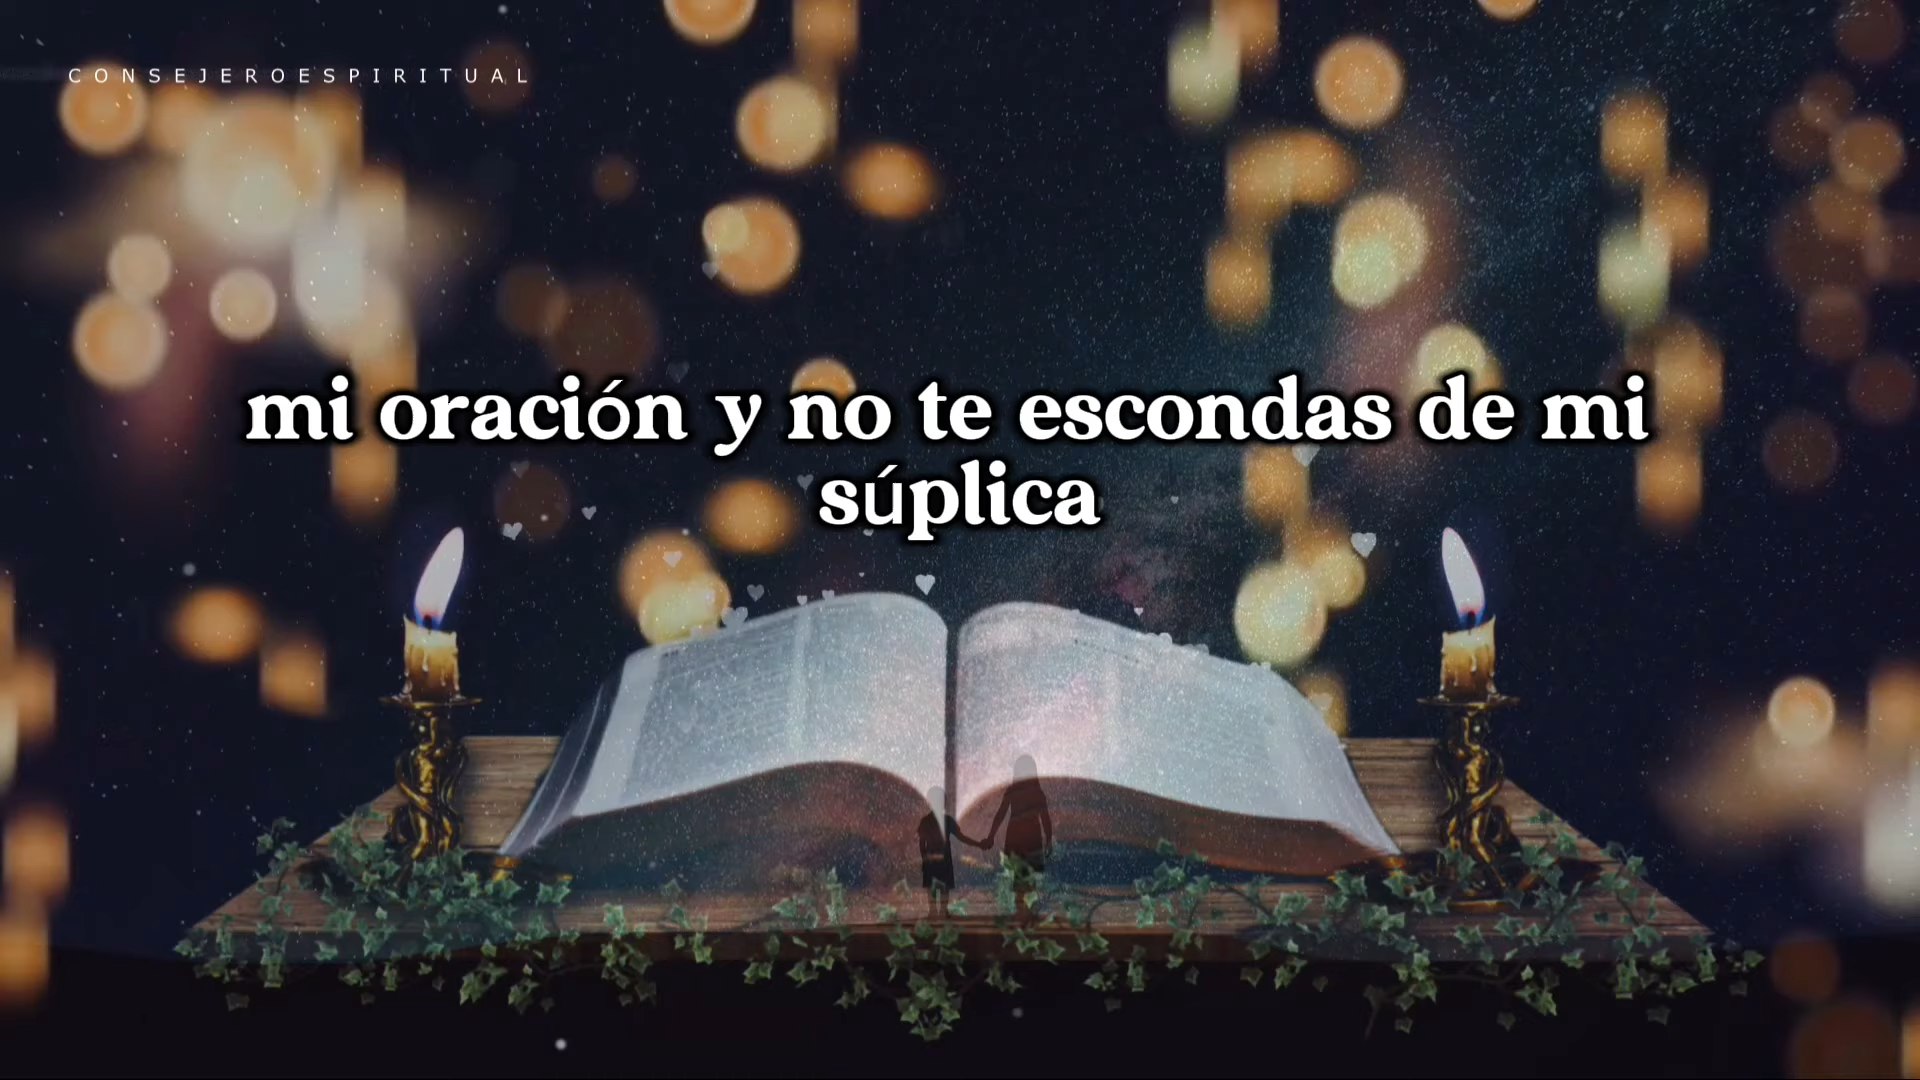 CONSEJEROESPIRITUAL
mi oración y no te escondas de mi
súplica